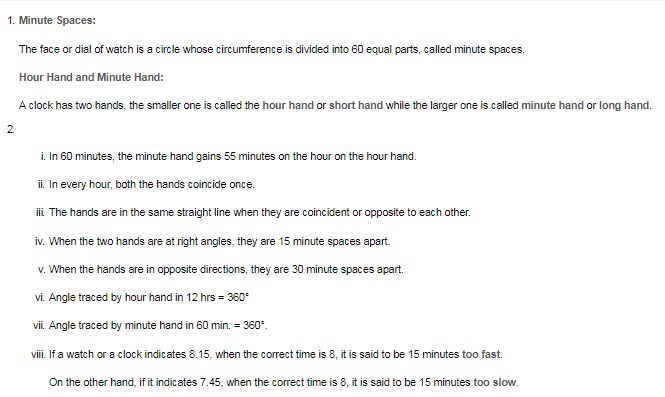 1. Minute Spaces:
The face or dial of watch is a circle whose circumference is divided into 60 equal parts, called minute spaces.
Hour Hand and Minute Hand:
A clock has two hands, the smaller one is called the hour hand or short hand while the larger one is called minute hand or long hand.
2.
i. In 60 minutes, the minute hand gains 55 minutes on the hour on the hour hand.
ii. In every hour, both the hands coincide once.
iii. The hands are in the same straight line when they are coincident or opposite to each other.
iv. When the two hands are at right angles, they are 15 minute spaces apart.
v. When the hands are in opposite directions, they are 30 minute spaces apart.
vi. Angle traced by hour hand in 12 hrs = 360°
vii. Angle traced by minute hand in 60 min. = 360°.
viii. If a watch or a clock indicates 8.15, when the correct time is 8, it is said to be 15 minutes too fast.
On the other hand, if it indicates 7.45, when the correct time is 8, it is said to be 15 minutes too slow.